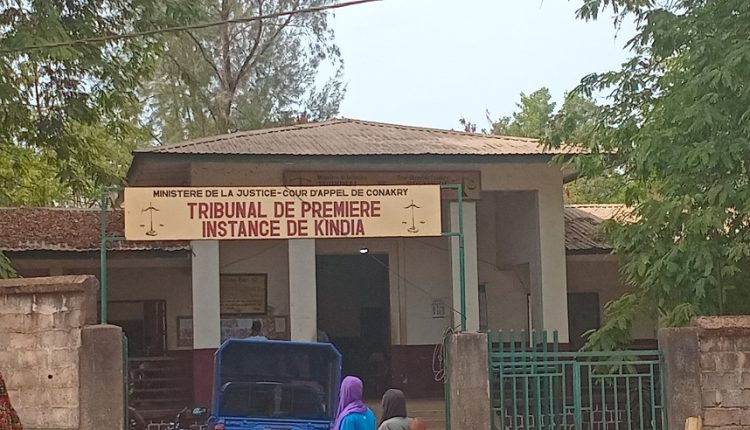 MINISTERE DE LA JUSTICE-COUR D'APPEL DE CONAKRY
TRIBUNAL DE PREMIERE
INSTANCE DE KINDIA